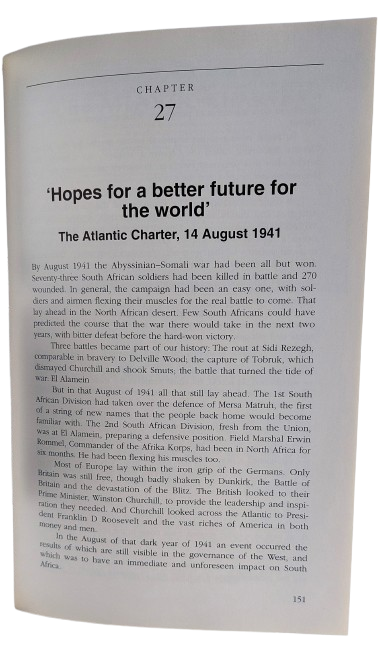 CHAPTER
27
'Hopes for a better future for
the world'
The Atlantic Charter, 14 August 1941
By August 1941 the Abyssinian–Somali war had been all but won.
Seventy-three South African soldiers had been killed in battle and 270
wounded. In general, the campaign had been an easy one, with sol-
diers and airmen flexing their muscles for the real battle to come. That
lay ahead in the North African desert. Few South Africans could have
predicted the course that the war there would take in the next two
years, with bitter defeat before the hard-won victory.
Three battles became part of our history: The rout at Sidi Rezegh,
comparable in bravery to Delville Wood; the capture of Tobruk, which
dismayed Churchill and shook Smuts; the battle that turned the tide of
war: El Alamein.
But in that August of 1941 all that still lay ahead. The 1st South
African Division had taken over the defence of Mersa Matruh, the first
of a string of new names that the people back home would become
familiar with. The 2nd South African Division, fresh from the Union,
was at El Alamein, preparing a defensive position. Field Marshal Erwin
Rommel, Commander of the Afrika Korps, had been in North Africa for
six months. He had been flexing his muscles too.
Most of Europe lay within the iron grip of the Germans. Only
Britain was still free, though badly shaken by Dunkirk, the Battle of
Britain and the devastation of the Blitz. The British looked to their
Prime Minister, Winston Churchill, to provide the leadership and inspi-
ration they needed. And Churchill looked across the Atlantic to Presi-
dent Franklin D Roosevelt and the vast riches of America in both
money and men.
In the August of that dark year of 1941 an event occurred the
results of which are still visible in the governance of the West, and
which was to have an immediate and unforeseen impact on South
Africa.
151